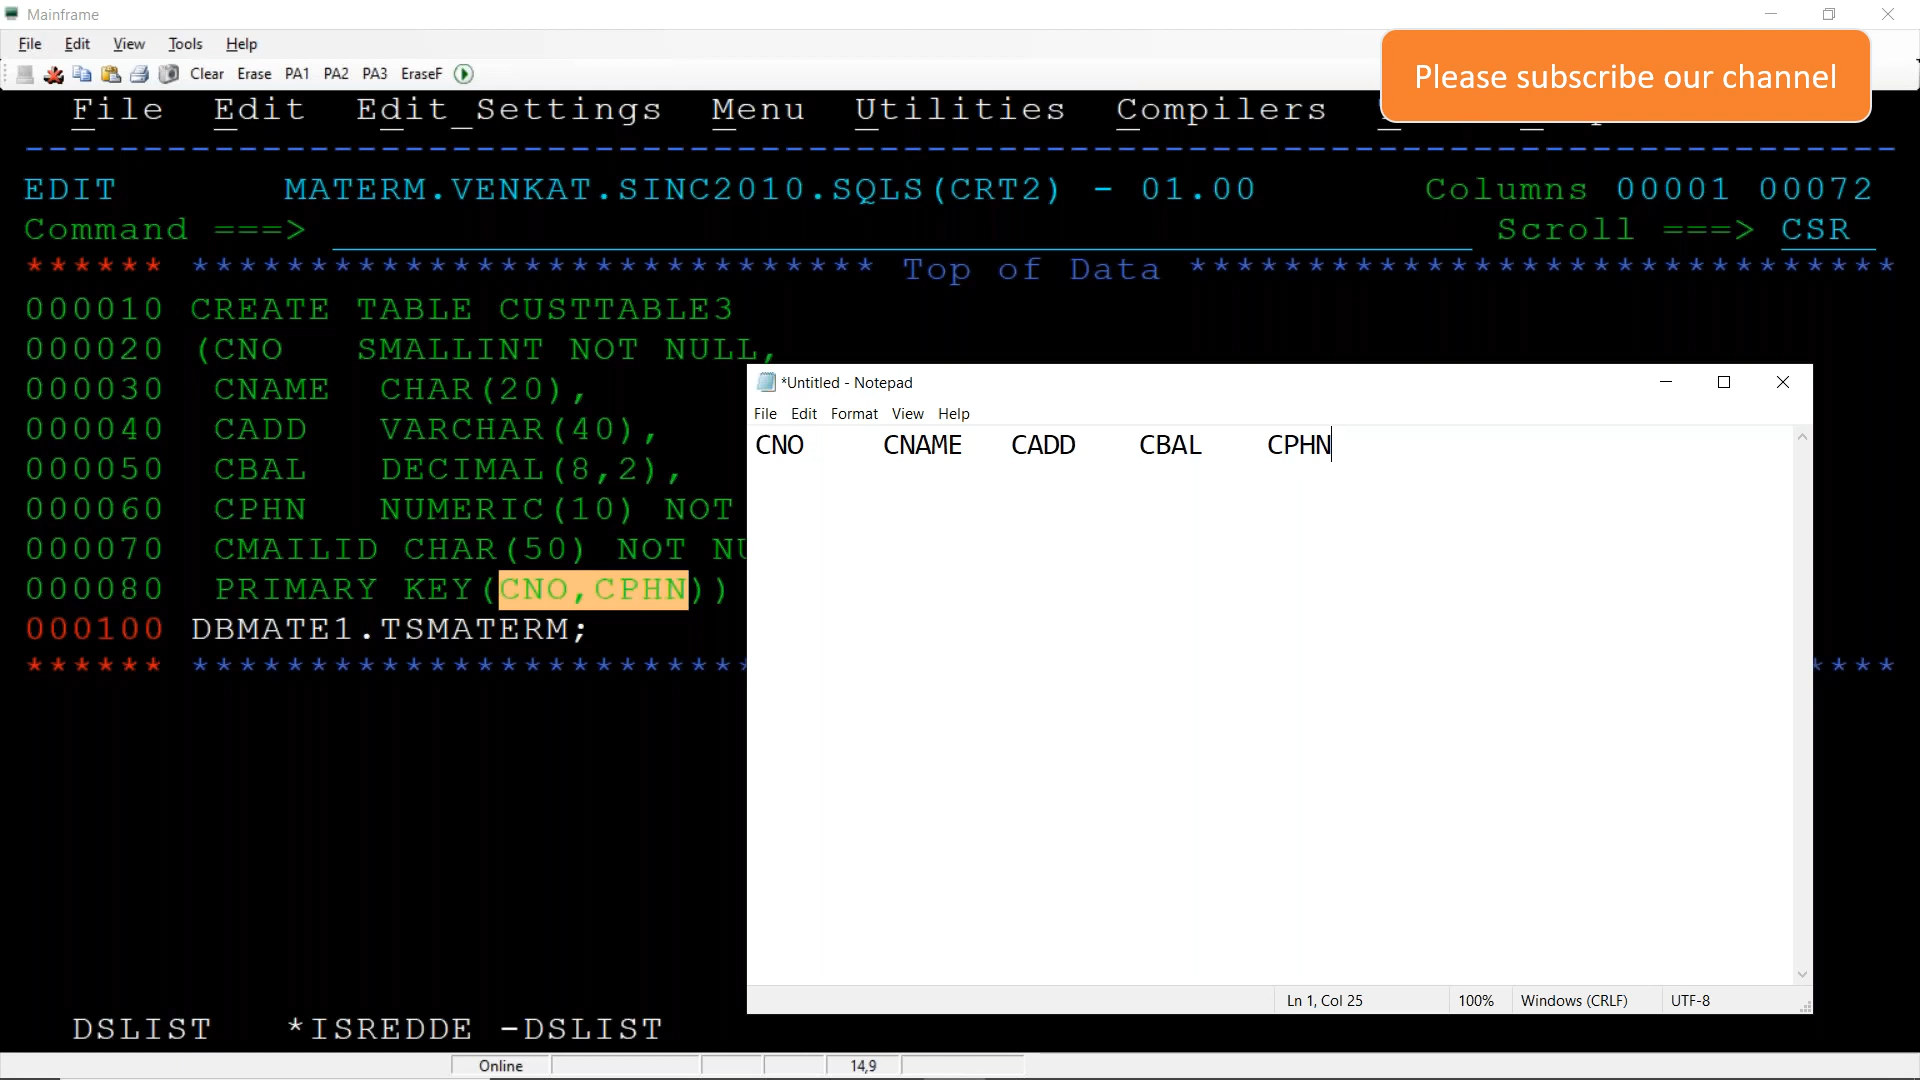 Mainframe
File Edit View Tools Help
Clear Erase PA1 PA2 PA3 EraseF
Please subscribe our channel
File Edit Edit_Settings Menu Utilities Compilers
EDIT MATERM.VENKAT.SINC2010.SQLS(CRT2) - 01.00 Columns 00001 00072
Command ===> Scroll ===> CSR
****** ***************************** Top of Data ******************************
000010 CREATE TABLE CUSTTABLE3
000020 (CNO SMALLINT NOT NULL,
000030 CNAME CHAR(20),
000040 CADD VARCHAR(40),
000050 CBAL DECIMAL(8,2),
000060 CPHN NUMERIC(10) NOT
000070 CMAILID CHAR(50) NOT NU
000080 PRIMARY KEY(CNO,CPHN))
000100 DBMATE1.TSMATERM;
****** ************************ ****
*Untitled - Notepad
File Edit Format View Help
CNO CNAME CADD CBAL CPHN
Ln 1, Col 25 100% Windows (CRLF) UTF-8
DSLIST *ISREDDE -DSLIST
Online 14,9